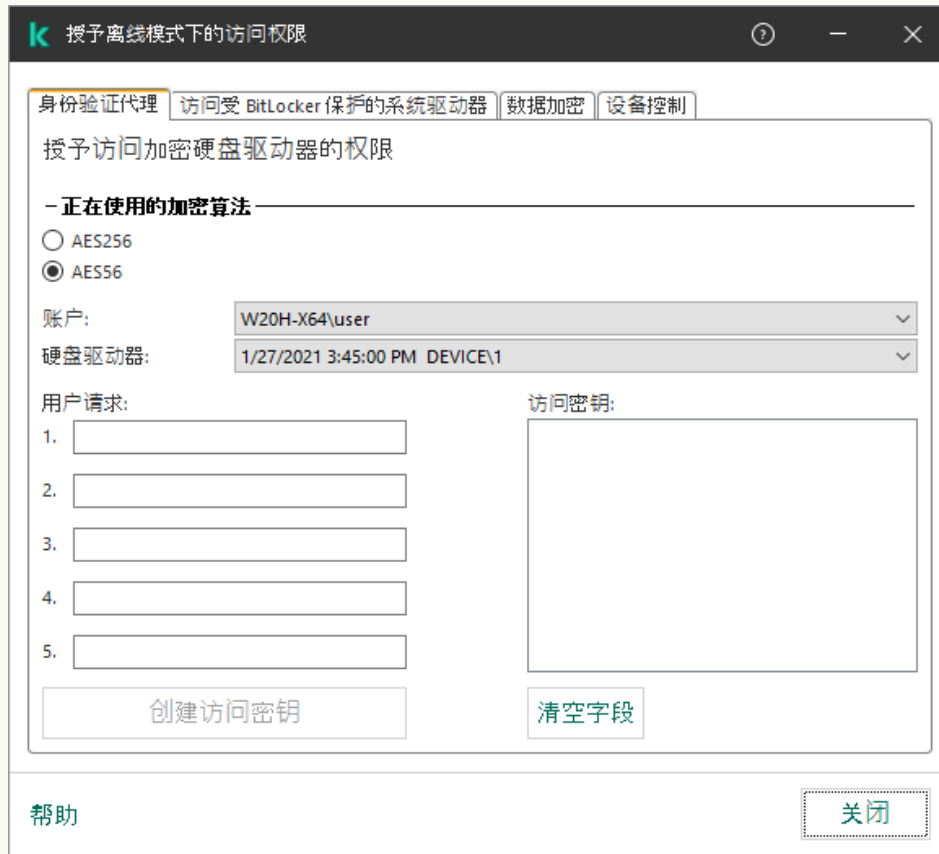 授予离线模式下的访问权限
身份验证代理 访问受 BitLocker 保护的系统驱动器 数据加密 设备控制
授予访问加密硬盘驱动器的权限
正在使用的加密算法
AES256
AES56
账户: W20H-X64\user
硬盘驱动器: 1/27/2021 3:45:00 PM DEVICE\1
用户请求: 访问密钥:
1.
2.
3.
4.
5.
创建访问密钥 清空字段
帮助 关闭